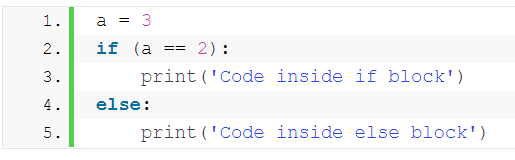 1. a = 3
2. if (a == 2):
3.     print('Code inside if block')
4. else:
5.     print('Code inside else block')